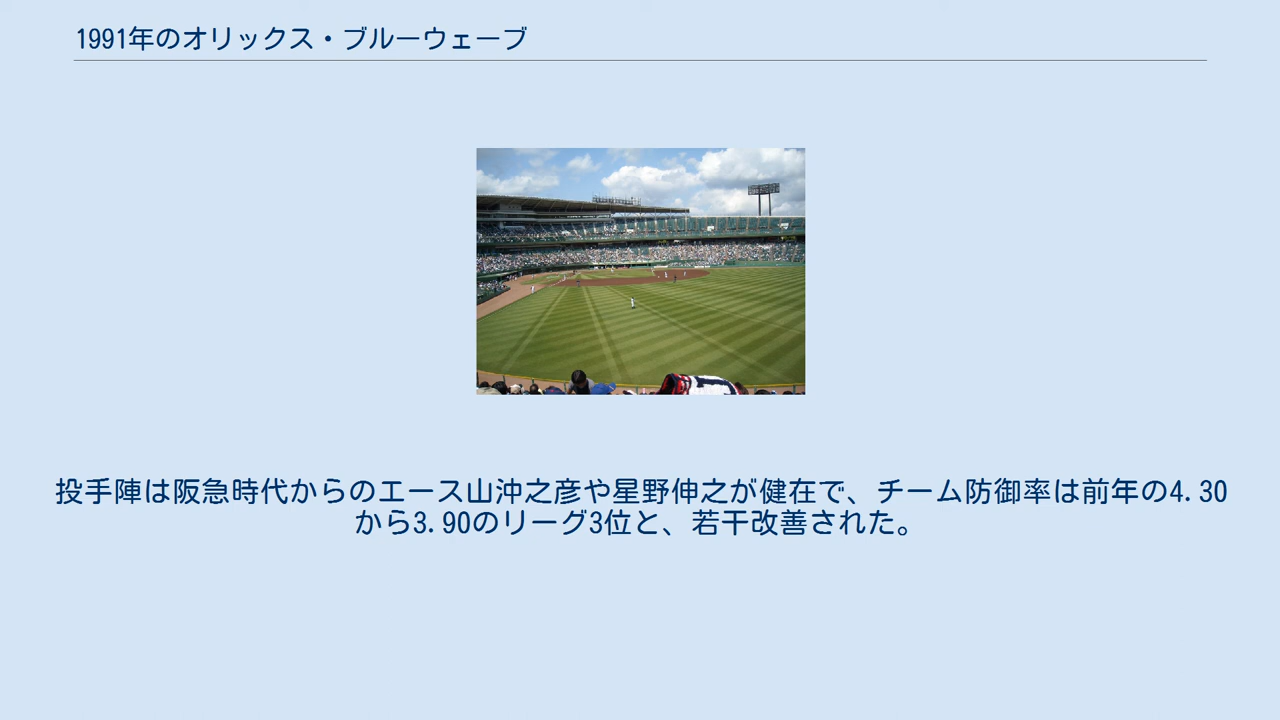 1991年のオリックス・ブルーウェーブ
投手陣は阪急時代からのエース山沖之彦や星野伸之が健在で、チーム防御率は前年の4.30
から3.90のリーグ3位と、若干改善された。